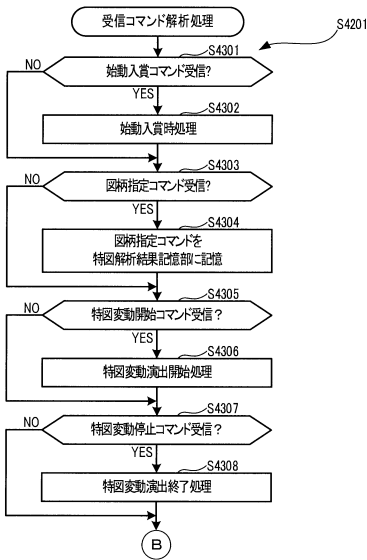 受信コマンド解析処理
S4201
S4301
始動入賞コマンド受信?
NO
YES
S4302
始動入賞時処理
S4303
図柄指定コマンド受信?
NO
YES
S4304
図柄指定コマンドを
特図解析結果記憶部に記憶
S4305
特図変動開始コマンド受信?
NO
YES
S4306
特図変動演出開始処理
S4307
特図変動停止コマンド受信?
NO
YES
S4308
特図変動演出終了処理
B